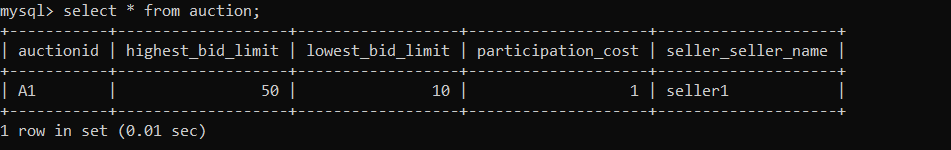 mysql> select * from auction;
+-----------+-------------------+------------------+--------------------+--------------------+
| auctionid | highest_bid_limit | lowest_bid_limit | participation_cost | seller_seller_name |
+-----------+-------------------+------------------+--------------------+--------------------+
| A1        |                50 |               10 |                  1 | seller1            |
+-----------+-------------------+------------------+--------------------+--------------------+
1 row in set (0.01 sec)